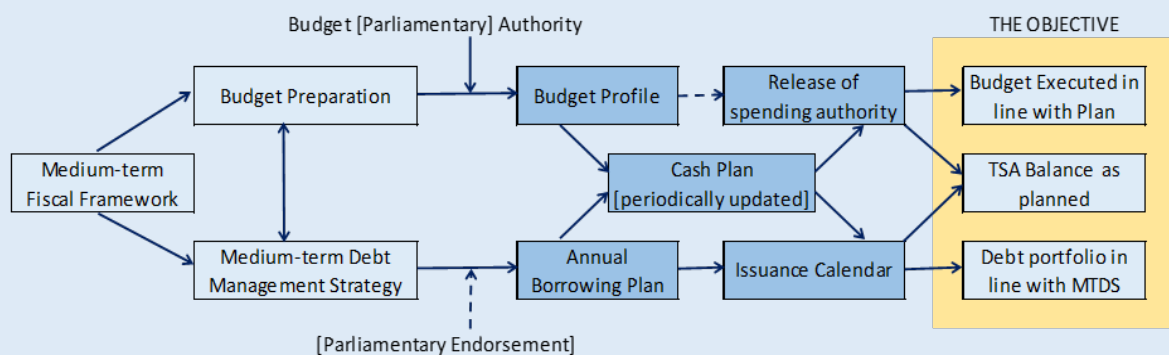 Budget [Parliamentary] Authority
THE OBJECTIVE
Budget Preparation
Budget Profile
Release of
spending authority
Budget Executed in
line with Plan
Medium-term
Fiscal Framework
Cash Plan
[periodically updated]
TSA Balance as
planned
Medium-term Debt
Management Strategy
Annual
Borrowing Plan
Issuance Calendar
Debt portfolio in
line with MTDS
[Parliamentary Endorsement]